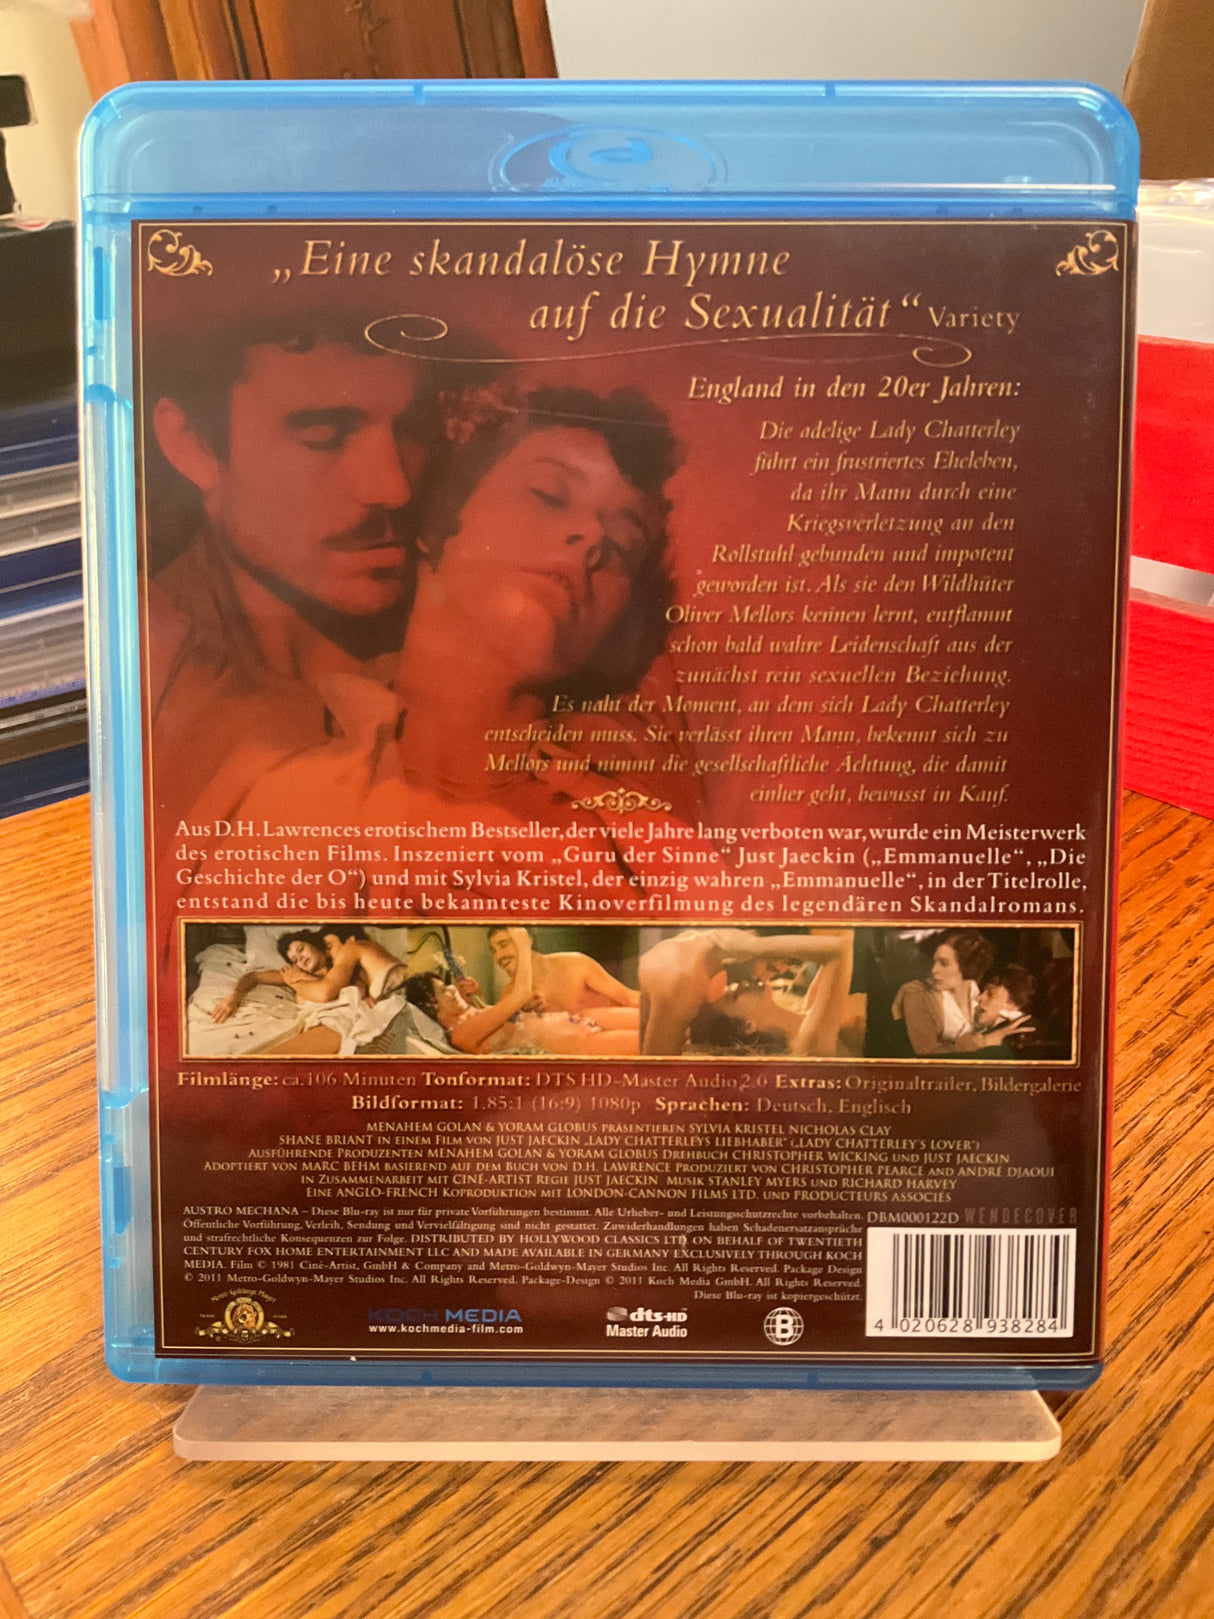 „Eine skandalöse Hymne
auf die Sexualität“ Variety
England in den 20er Jahren:
Die adelige Lady Chatterley
führt ein frustriertes Eheleben,
da ihr Mann durch eine
Kriegsverletzung an den
Rollstuhl gebunden und impotent
geworden ist. Als sie den Wildhüter
Oliver Mellors kennen lernt, entflammt
schon bald wahre Leidenschaft aus der
zunächst rein sexuellen Beziehung.
Es naht der Moment, an dem sich Lady Chatterley
entscheiden muss. Sie verlässt ihren Mann, bekennt sich zu
Mellors und nimmt die gesellschaftliche Ächtung, die damit
einher geht, bewusst in Kauf.
Aus D.H. Lawrences erotischem Bestseller, der viele Jahre lang verboten war, wurde ein Meisterwerk
des erotischen Films. Inszeniert vom „Guru der Sinne“ Just Jaeckin („Emmanuelle“, „Die
Geschichte der O“) und mit Sylvia Kristel, der einzig wahren „Emmanuelle“, in der Titelrolle,
entstand die bis heute bekannteste Kinoverfilmung des legendären Skandalromans.
Filmlänge: ca. 106 Minuten Tonformat: DTS HD-Master Audio 2.0 Extras: Originaltrailer, Bildergalerie
Bildformat: 1.85:1 (16:9) 1080p Sprachen: Deutsch, Englisch
MENAHEM GOLAN & YORAM GLOBUS PRÄSENTIEREN SYLVIA KRISTEL NICHOLAS CLAY
SHANE BRIANT IN EINEM FILM VON JUST JAECKIN „LADY CHATTERLEYS LIEBHABER“ („LADY CHATTERLEY'S LOVER“)
AUSFÜHRENDE PRODUZENTEN MENAHEM GOLAN & YORAM GLOBUS DREHBUCH CHRISTOPHER WICKING UND JUST JAECKIN
ADOPTIERT VON MARC BEHM BASIEREND AUF DEM BUCH VON D.H. LAWRENCE PRODUZIERT VON CHRISTOPHER PEARCE AND ANDRÉ DJAOUI
IN ZUSAMMENARBEIT MIT CINÉ-ARTIST REGIE JUST JAECKIN MUSIK STANLEY MYERS UND RICHARD HARVEY
EINE ANGLO-FRENCH KOPRODUKTION MIT LONDON-CANNON FILMS LTD. UND PRODUCTEURS ASSOCIÉS
AUSTRO MECHANA – Diese Blu-ray ist nur für private Vorführungen bestimmt. Alle Urheber- und Leistungsschutzrechte vorbehalten. DBM000122D WENDECOVER
Öffentliche Vorführung, Verleih, Sendung und Vervielfältigung sind nicht gestattet. Zuwiderhandlungen haben Schadenersatzansprüche
und strafrechtliche Konsequenzen zur Folge. DISTRIBUTED BY HOLLYWOOD CLASSICS LTD. ON BEHALF OF TWENTIETH
CENTURY FOX HOME ENTERTAINMENT LLC AND MADE AVAILABLE IN GERMANY EXCLUSIVELY THROUGH KOCH
MEDIA. Film © 1981 Ciné-Artist, GmbH & Company and Metro-Goldwyn-Mayer Studios Inc. All Rights Reserved. Package Design
© 2011 Metro-Goldwyn-Mayer Studios Inc. All Rights Reserved. Package-Design © 2011 Koch Media GmbH. All Rights Reserved.
Diese Blu-ray ist kopiergeschützt.
Metro Goldwyn Mayer
KOCH MEDIA
www.kochmedia-film.com
dts-HD
Master Audio
B
4 020628 938284